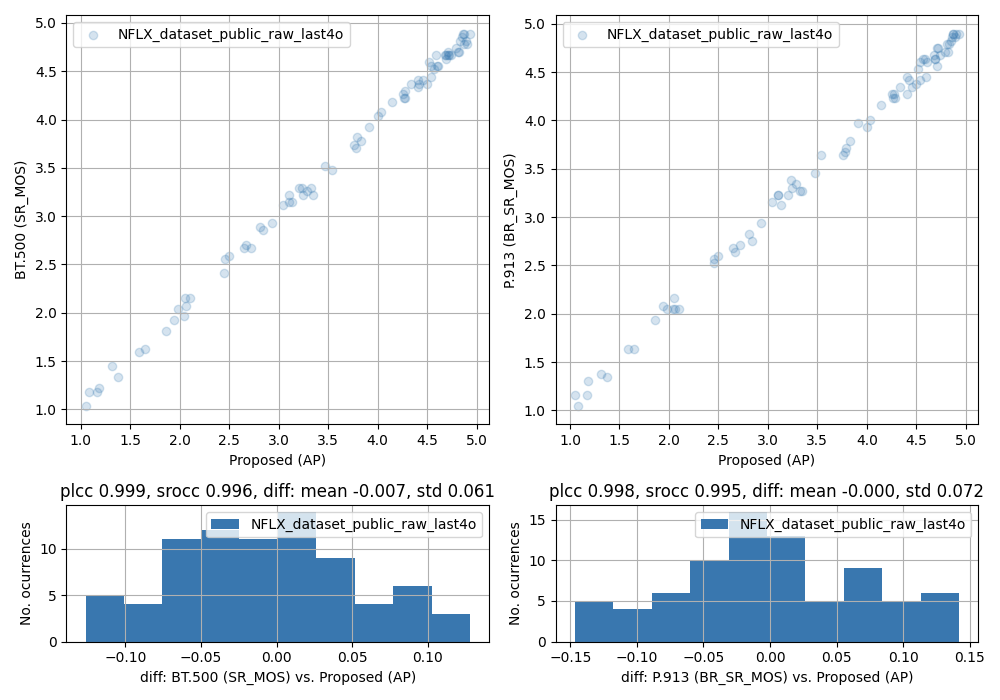 NFLX_dataset_public_raw_last4o
BT.500 (SR_MOS)
5.0
4.5
4.0
3.5
3.0
2.5
2.0
1.5
1.0
1.0 1.5 2.0 2.5 3.0 3.5 4.0 4.5 5.0
Proposed (AP)
NFLX_dataset_public_raw_last4o
P.913 (BR_SR_MOS)
5.0
4.5
4.0
3.5
3.0
2.5
2.0
1.5
1.0
1.0 1.5 2.0 2.5 3.0 3.5 4.0 4.5 5.0
Proposed (AP)
plcc 0.999, srocc 0.996, diff: mean -0.007, std 0.061
NFLX_dataset_public_raw_last4o
No. ocurrences
10
5
0
−0.10 −0.05 0.00 0.05 0.10
diff: BT.500 (SR_MOS) vs. Proposed (AP)
plcc 0.998, srocc 0.995, diff: mean -0.000, std 0.072
NFLX_dataset_public_raw_last4o
No. ocurrences
15
10
5
0
−0.15 −0.10 −0.05 0.00 0.05 0.10 0.15
diff: P.913 (BR_SR_MOS) vs. Proposed (AP)